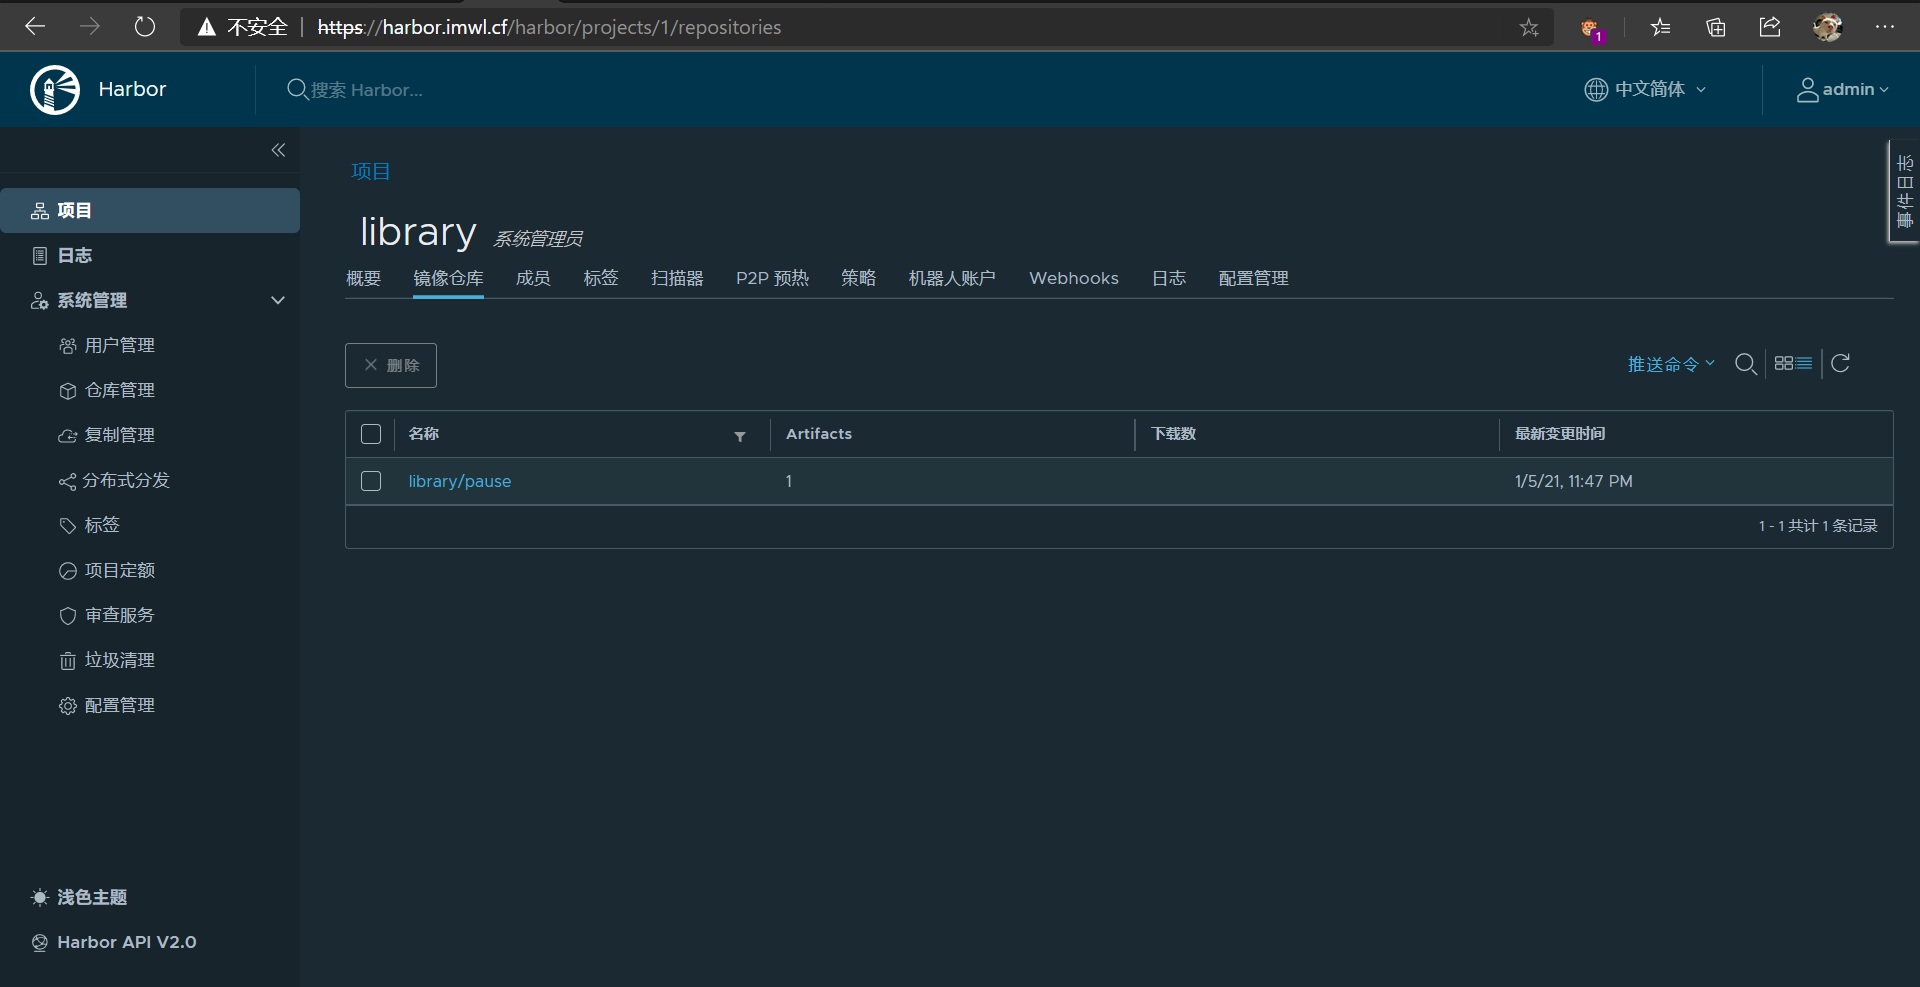 不安全 https://harbor.imwl.cf/harbor/projects/1/repositories
1
Harbor
搜索 Harbor...
中文简体
admin
项目
日志
系统管理
用户管理
仓库管理
复制管理
分布式分发
标签
项目定额
审查服务
垃圾清理
配置管理
浅色主题
Harbor API V2.0
项目
library 系统管理员
概要 镜像仓库 成员 标签 扫描器 P2P 预热 策略 机器人账户 Webhooks 日志 配置管理
删除
推送命令
名称 Artifacts 下载数 最新变更时间
library/pause 1 1/5/21, 11:47 PM
1 - 1 共计 1 条记录
事件日志